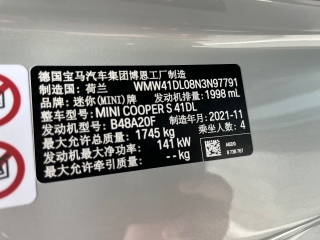 德国宝马汽车集团博恩工厂制造
制造国：荷兰 WMW41DL08N3N97791
品牌：迷你(MINI)牌 发动机排量：1998 mL
整车型号：MINI COOPER S 41DL
发动机型号：B48A20F 制造年月：2021-11
最大允许总质量：1745 kg 乘坐人数：4
发动机最大净功率：141 kW
最大允许牵引质量：-- kg